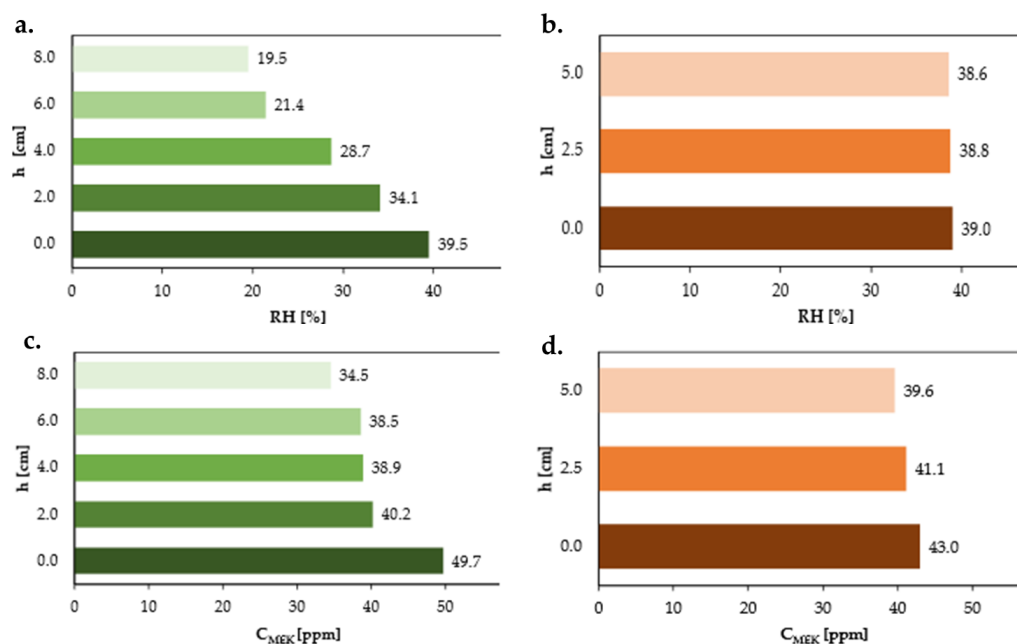 a.
h [cm]
8.0 19.5
6.0 21.4
4.0 28.7
2.0 34.1
0.0 39.5
0 10 20 30 40
RH [%]
b.
h [cm]
5.0 38.6
2.5 38.8
0.0 39.0
0 10 20 30 40
RH [%]
c.
h [cm]
8.0 34.5
6.0 38.5
4.0 38.9
2.0 40.2
0.0 49.7
0 10 20 30 40 50
CMEK [ppm]
d.
h [cm]
5.0 39.6
2.5 41.1
0.0 43.0
0 10 20 30 40 50
CMEK [ppm]